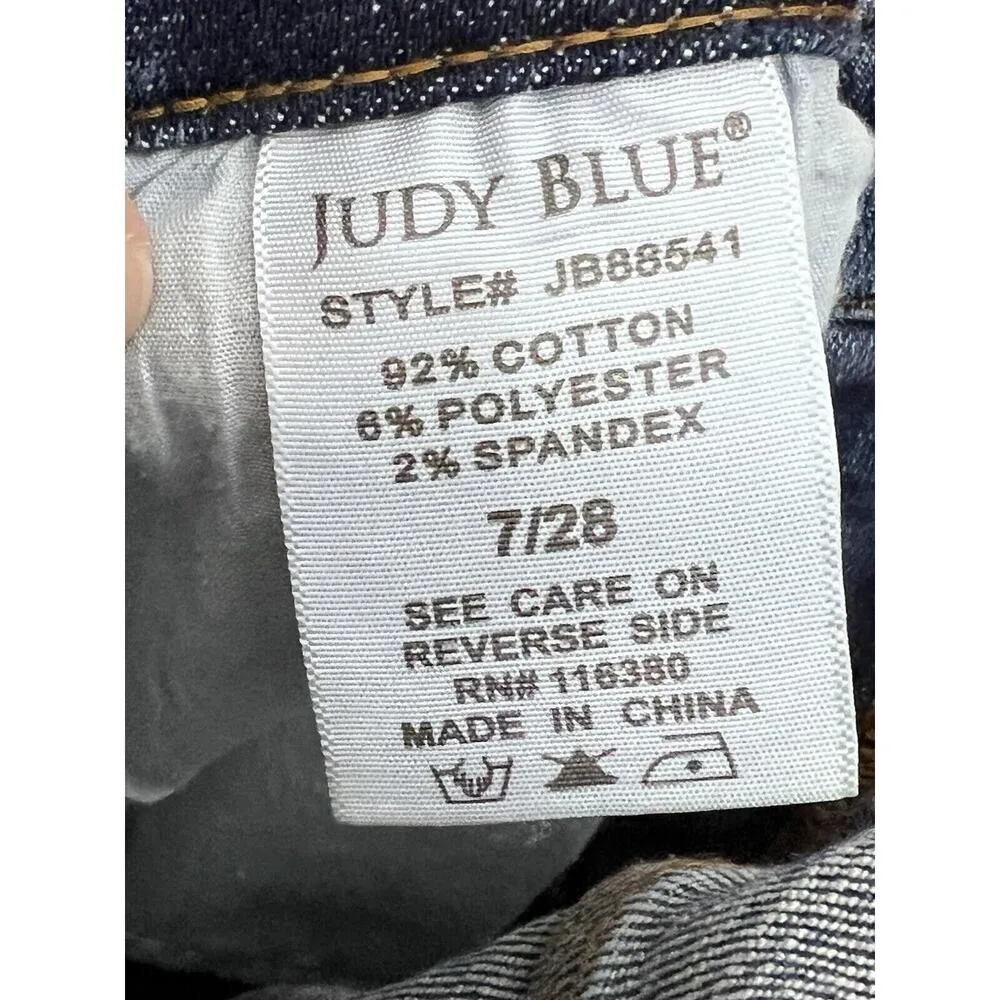 JUDY BLUE®
STYLE# JB88541
92% COTTON
6% POLYESTER
2% SPANDEX
7/28
SEE CARE ON
REVERSE SIDE
RN# 116380
MADE IN CHINA